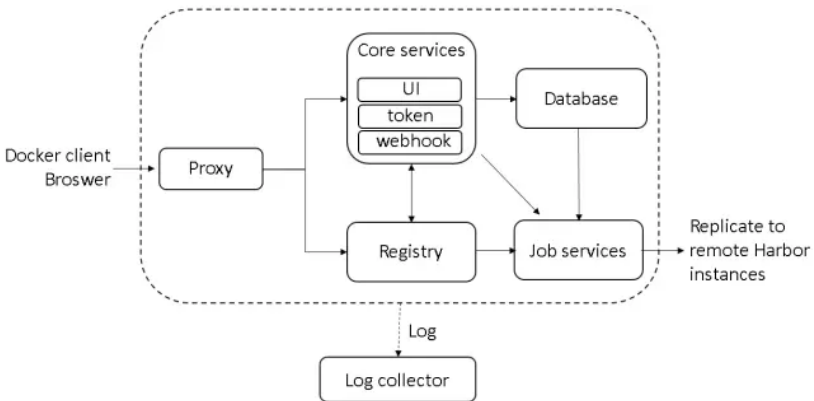 Core services
UI
token
webhook
Database
Docker client
Broswer
Proxy
Registry
Job services
Replicate to
remote Harbor
instances
Log
Log collector